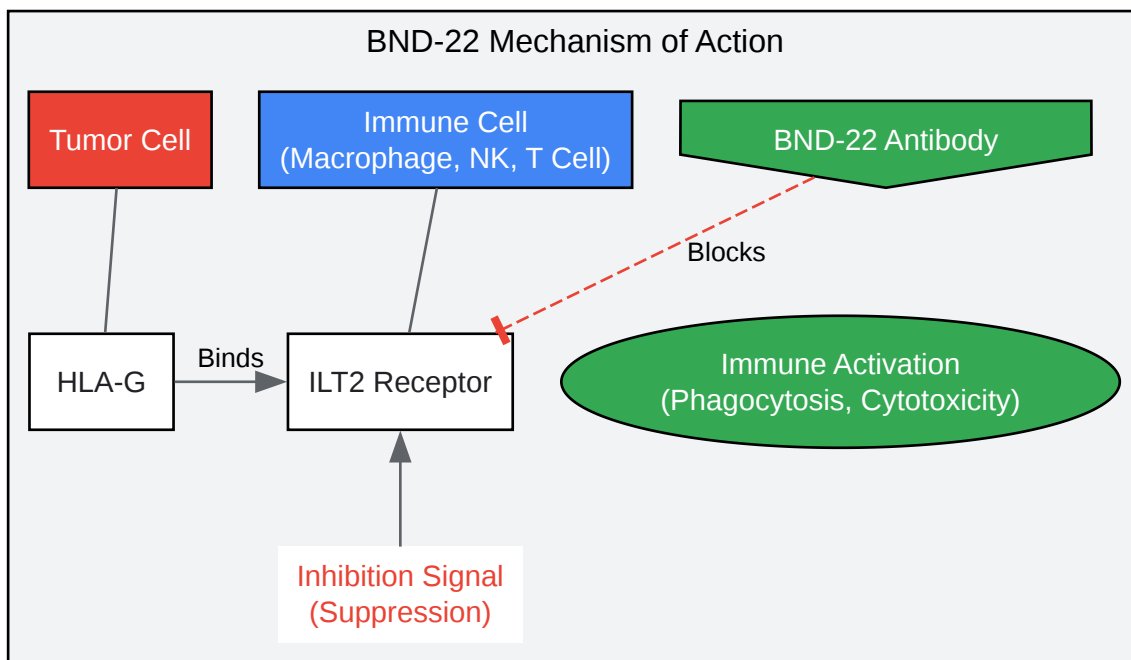 BND-22 Mechanism of Action
Tumor Cell
Immune Cell
(Macrophage, NK, T Cell)
BND-22 Antibody
Blocks
HLA-G
Binds
ILT2 Receptor
Immune Activation
(Phagocytosis, Cytotoxicity)
Inhibition Signal
(Suppression)